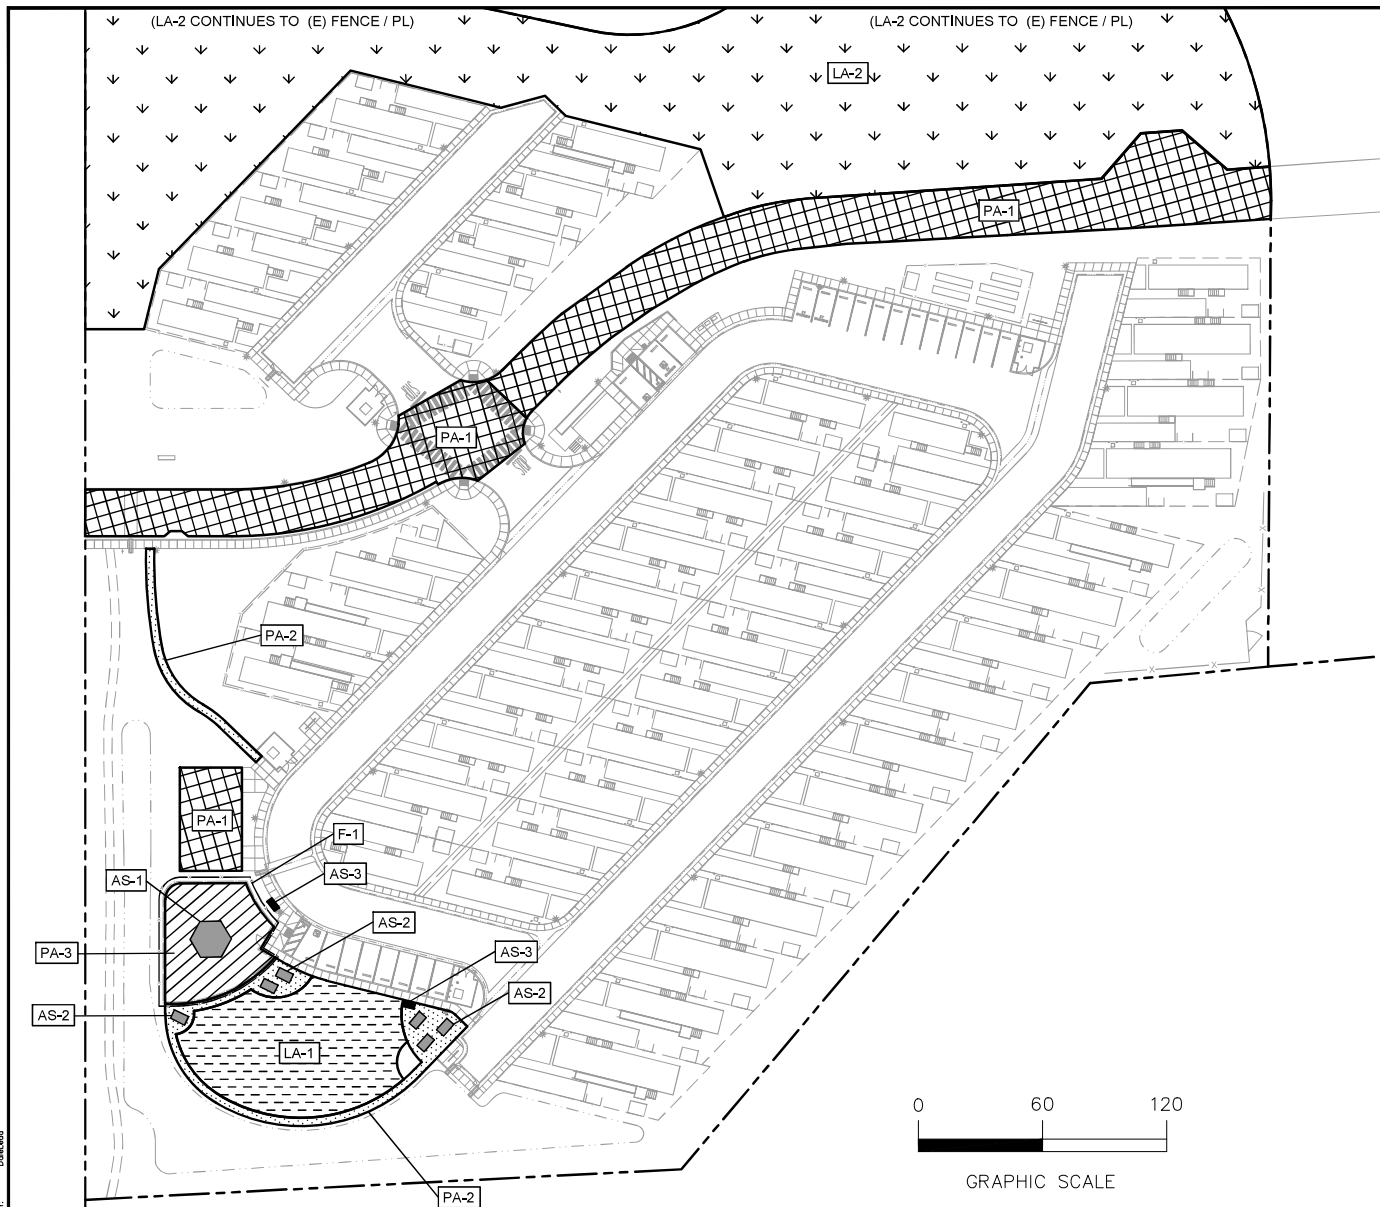 (LA-2 CONTINUES TO (E) FENCE / PL)
(LA-2 CONTINUES TO (E) FENCE / PL)
LA-2
PA-1
PA-1
PA-2
PA-1
F-1
AS-3
AS-1
AS-2
PA-3
AS-3
AS-2
AS-2
LA-1
PA-2
0 60 120
GRAPHIC SCALE